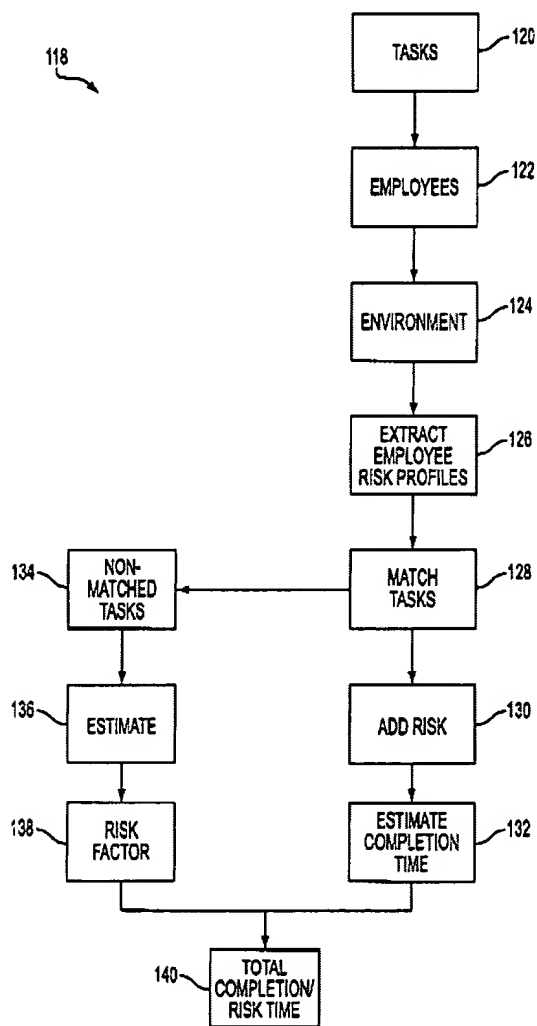 118
TASKS
120
EMPLOYEES
122
ENVIRONMENT
124
EXTRACT
EMPLOYEE
RISK PROFILES
126
134
NON-
MATCHED
TASKS
MATCH
TASKS
128
136
ESTIMATE
ADD RISK
130
138
RISK
FACTOR
ESTIMATE
COMPLETION
TIME
132
140
TOTAL
COMPLETION/
RISK TIME